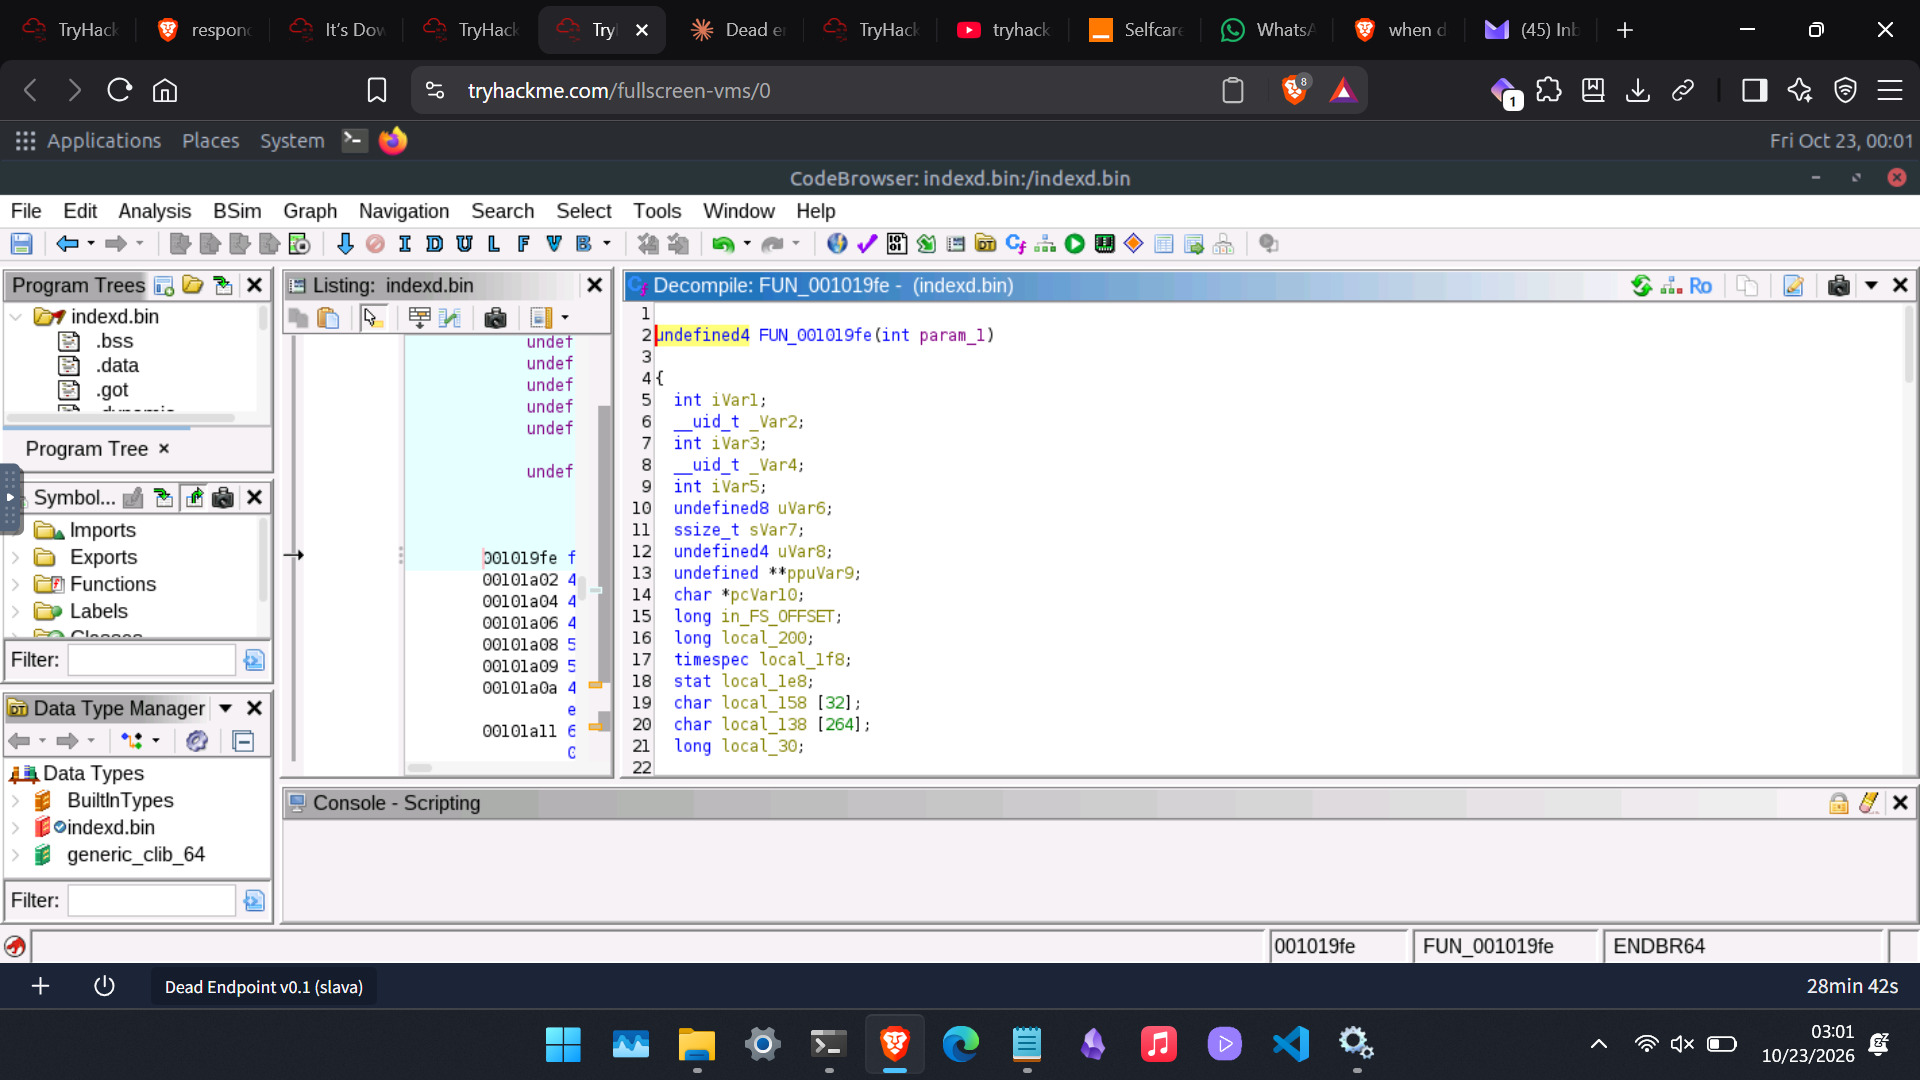 TryHack
respon
It's Dow
TryHack
Try
Dead e
TryHack
tryhack
Selfcare
WhatsA
when d
(45) Inb
tryhackme.com/fullscreen-vms/0
8
1
Applications Places System
Fri Oct 23, 00:01
CodeBrowser: indexd.bin:/indexd.bin
File Edit Analysis BSim Graph Navigation Search Select Tools Window Help
I D U L F V B
Program Trees
indexd.bin
.bss
.data
.got
Program Tree
Symbol...
Imports
Exports
Functions
Labels
Filter:
Data Type Manager
Data Types
BuiltInTypes
indexd.bin
generic_clib_64
Filter:
Listing: indexd.bin
undef
undef
undef
undef
undef
undef
001019fe f
00101a02 4
00101a04 4
00101a06 4
00101a08 5
00101a09 5
00101a0a 4
e
00101a11 6
0
Decompile: FUN_001019fe - (indexd.bin)
Ro
1
2 undefined4 FUN_001019fe(int param_1)
3
4 {
5 int iVar1;
6 __uid_t _Var2;
7 int iVar3;
8 __uid_t _Var4;
9 int iVar5;
10 undefined8 uVar6;
11 ssize_t sVar7;
12 undefined4 uVar8;
13 undefined **ppuVar9;
14 char *pcVar10;
15 long in_FS_OFFSET;
16 long local_200;
17 timespec local_1f8;
18 stat local_1e8;
19 char local_158 [32];
20 char local_138 [264];
21 long local_30;
22
Console - Scripting
001019fe
FUN_001019fe
ENDBR64
Dead Endpoint v0.1 (slava)
28min 42s
03:01
10/23/2026